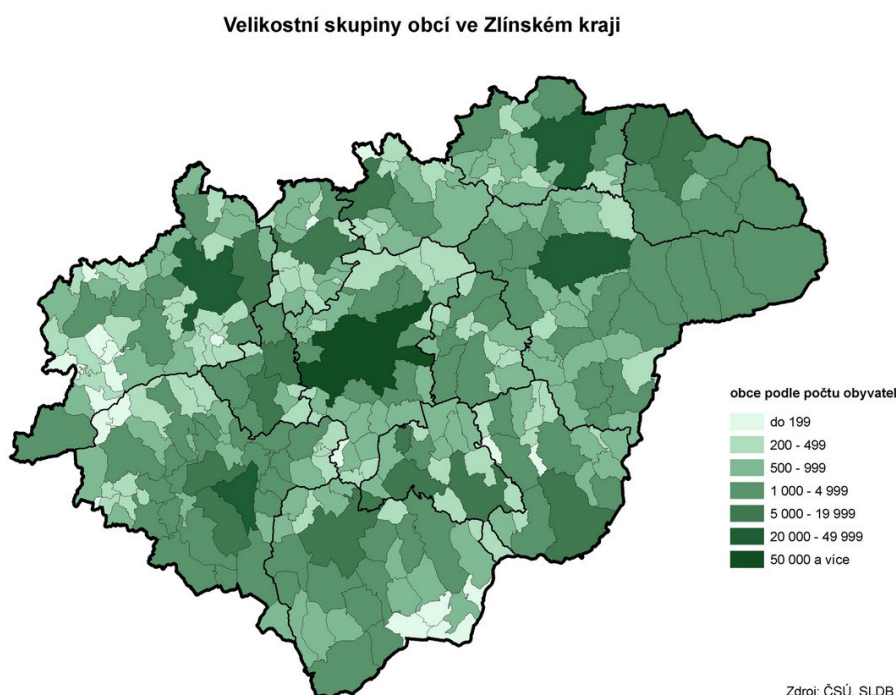 Velikostní skupiny obcí ve Zlínském kraji
obce podle počtu obyvatel
do 199
200 - 499
500 - 999
1 000 - 4 999
5 000 - 19 999
20 000 - 49 999
50 000 a více
Zdroj: ČSÚ, SLDB